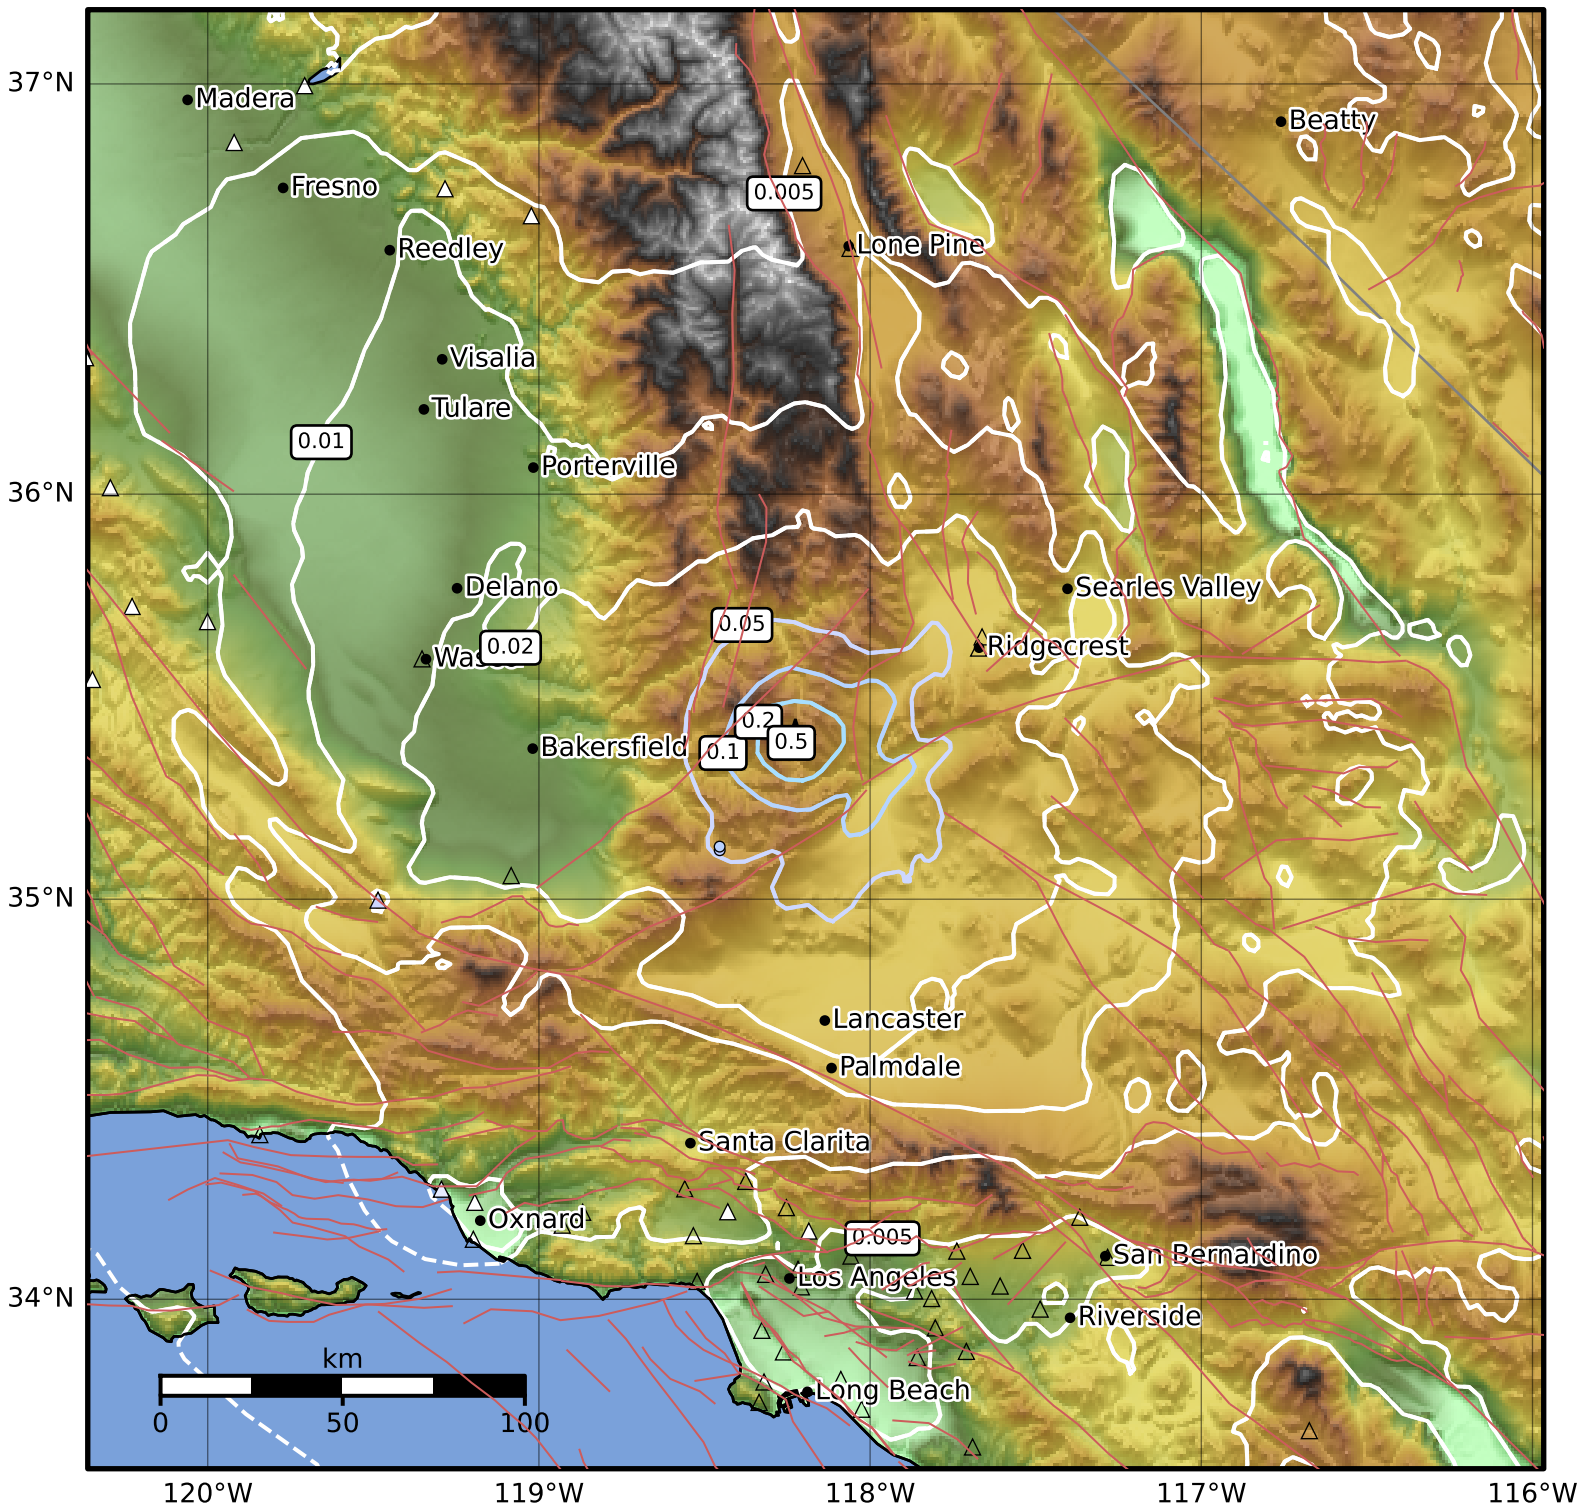 37°N
Madera
Beatty
Fresno
0.005
Reedley
Lone Pine
Visalia
Tulare
0.01
Porterville
36°N
Delano
Searles Valley
0.05
0.02
Ridgecrest
0.2
0.5
0.1
Bakersfield
35°N
Lancaster
Palmdale
Santa Clarita
Oxnard
0.005
San Bernardino
Los Angeles
34°N
Riverside
km
Long Beach
0 50 100
120°W 119°W 118°W 117°W 116°W